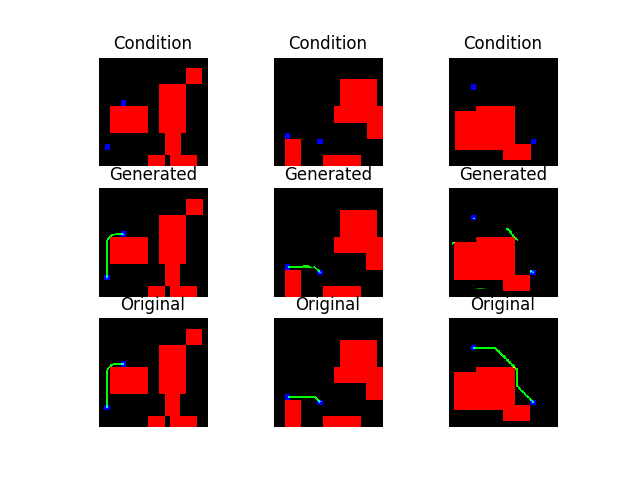 Condition Condition Condition
Generated Generated Generated
Original Original Original